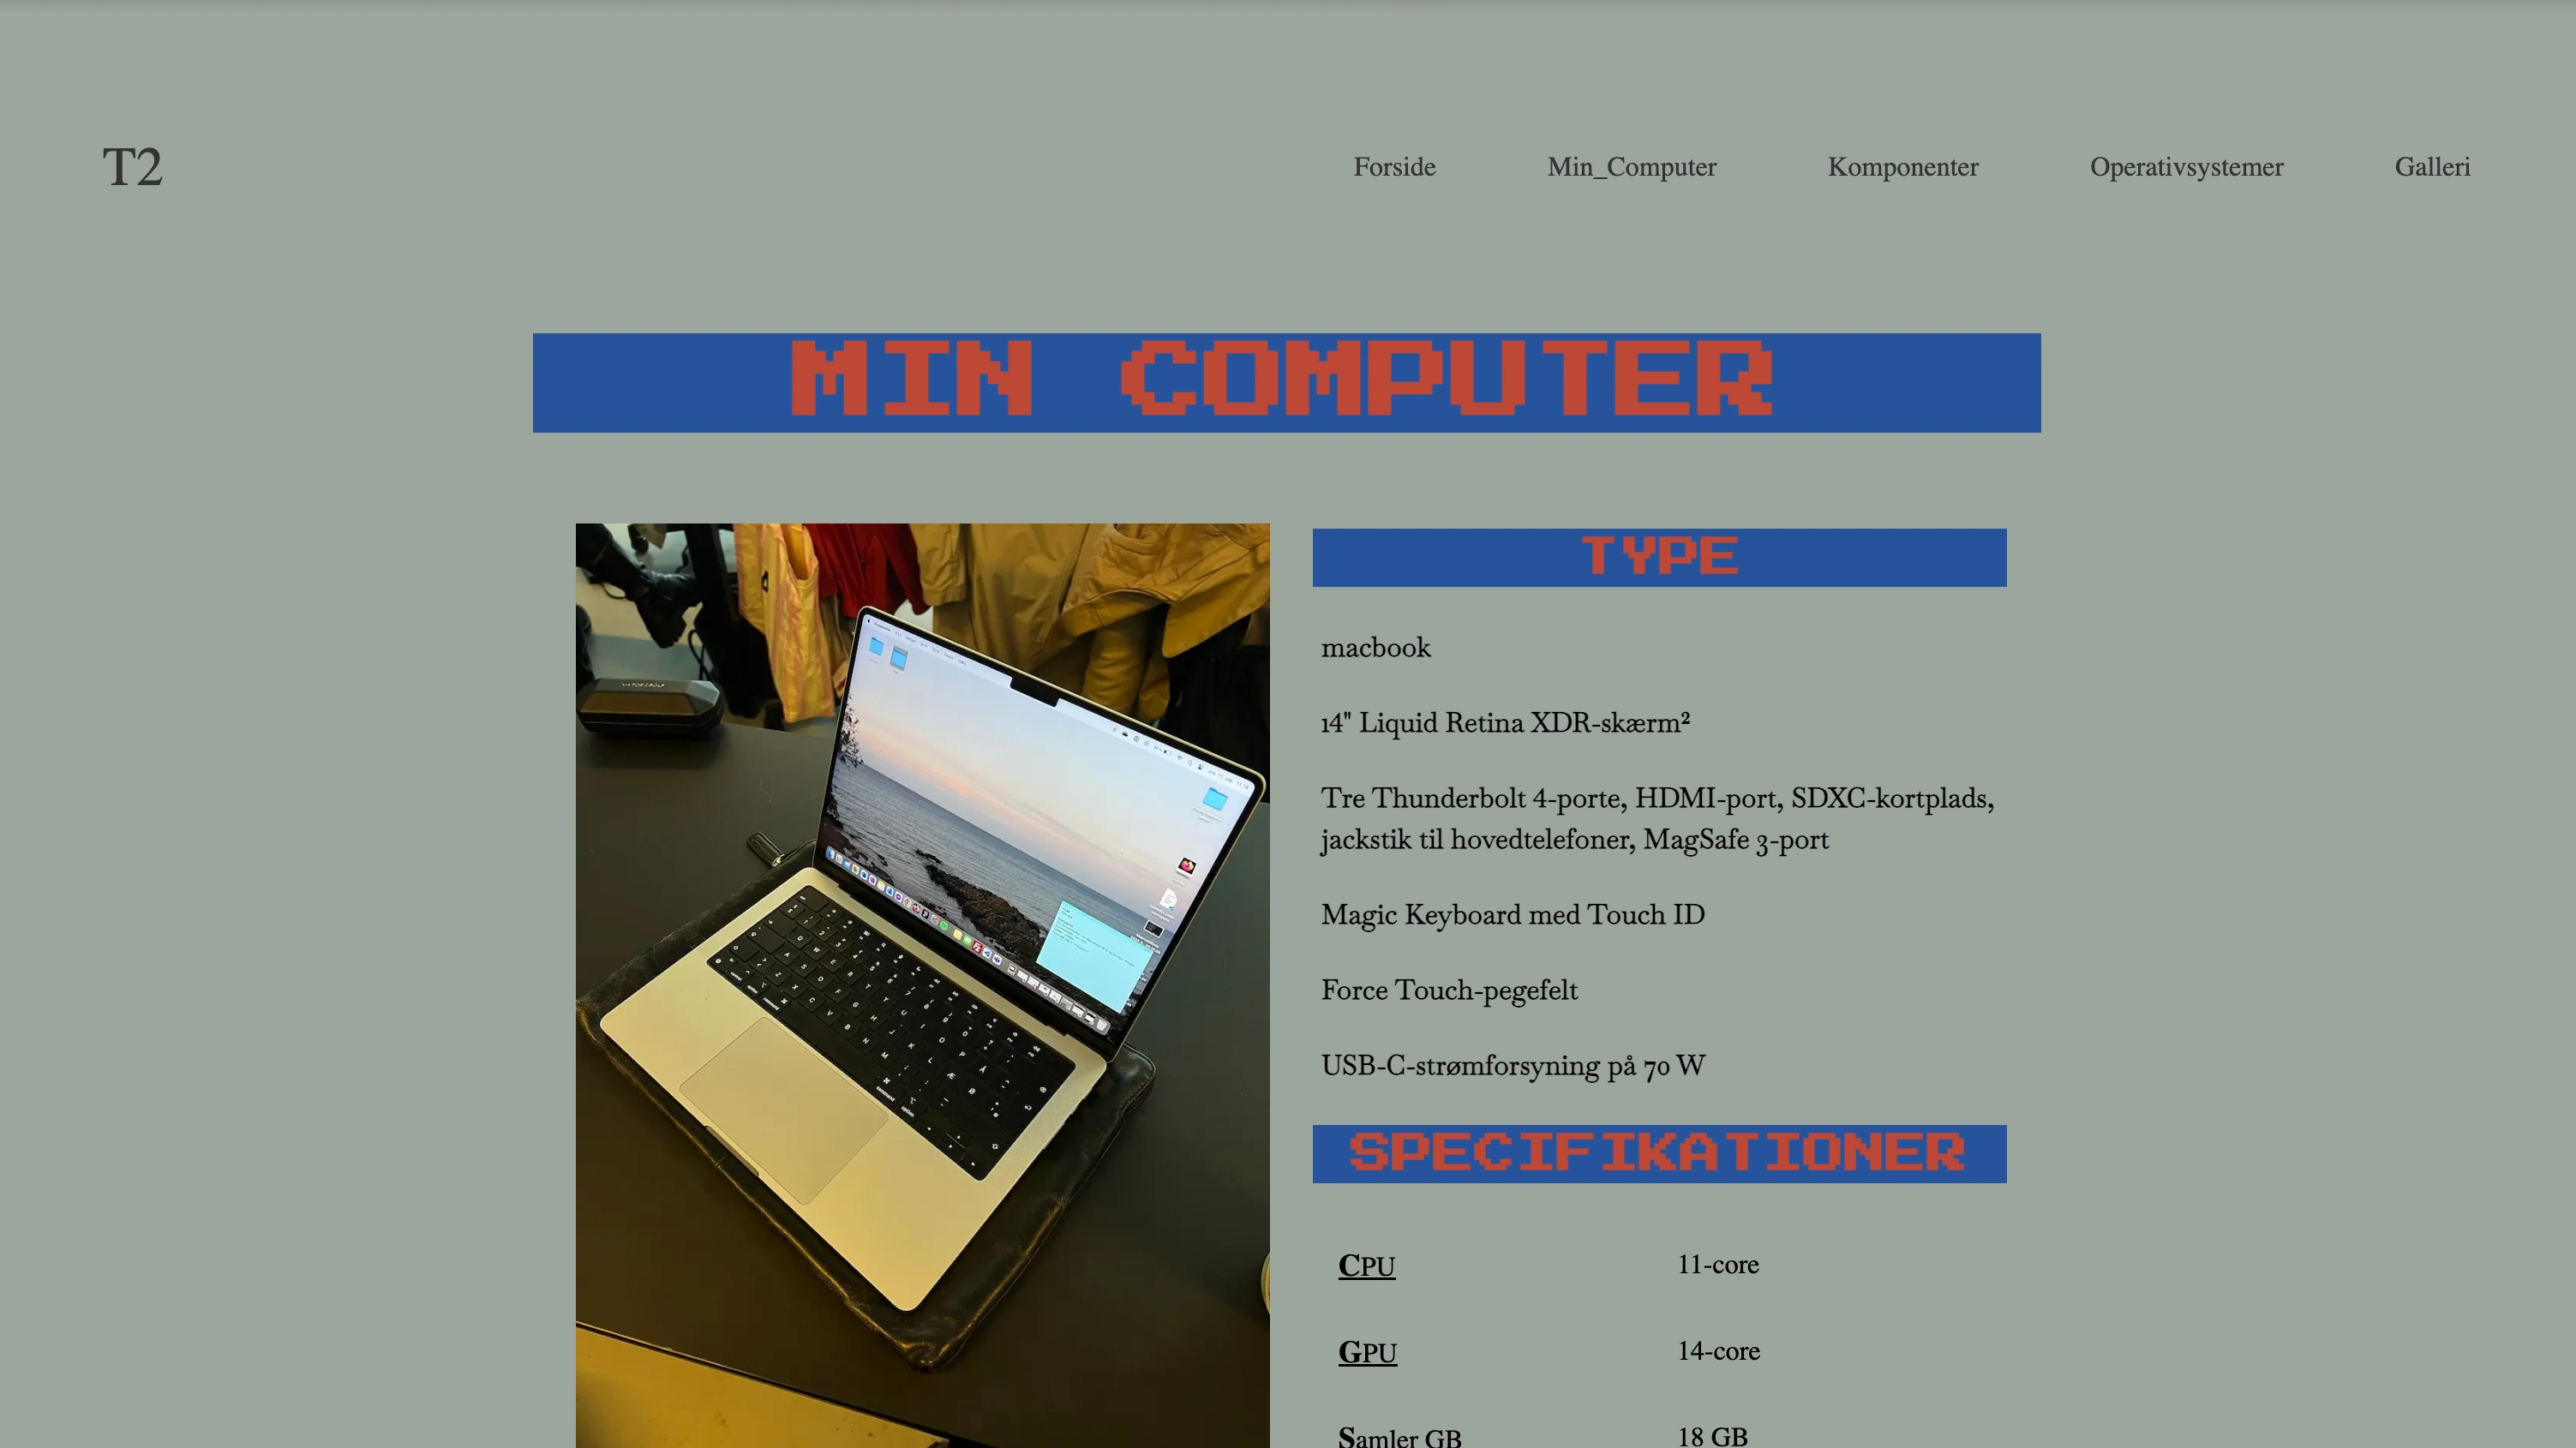 T2
Forside
Min_Computer
Komponenter
Operativsystemer
Galleri
MIN COMPUTER
TYPE
macbook
14" Liquid Retina XDR-skærm²
Tre Thunderbolt 4-porte, HDMI-port, SDXC-kortplads,
jackstik til hovedtelefoner, MagSafe 3-port
Magic Keyboard med Touch ID
Force Touch-pegefelt
USB-C-strømforsyning på 70 W
SPECIFIKATIONER
CPU 11-core
GPU 14-core
Samler GB 18 GB